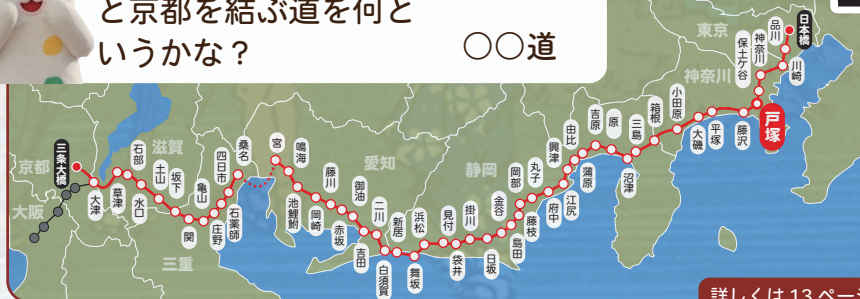 と京都を結ぶ道を何と
いうかな?
○○道
東京
神奈川
静岡
愛知
三重
滋賀
京都
大阪
日本橋
品川
川崎
神奈川
保土ケ谷
戸塚
藤沢
平塚
大磯
小田原
箱根
三島
沼津
原
吉原
蒲原
由比
興津
江尻
府中
丸子
岡部
藤枝
島田
金谷
日坂
掛川
袋井
見付
浜松
舞坂
新居
白須賀
二川
吉田
御油
赤坂
藤川
岡崎
池鯉鮒
鳴海
宮
桑名
四日市
石薬師
庄野
亀山
関
坂下
土山
水口
石部
草津
大津
三条大橋
詳しくは13ペー